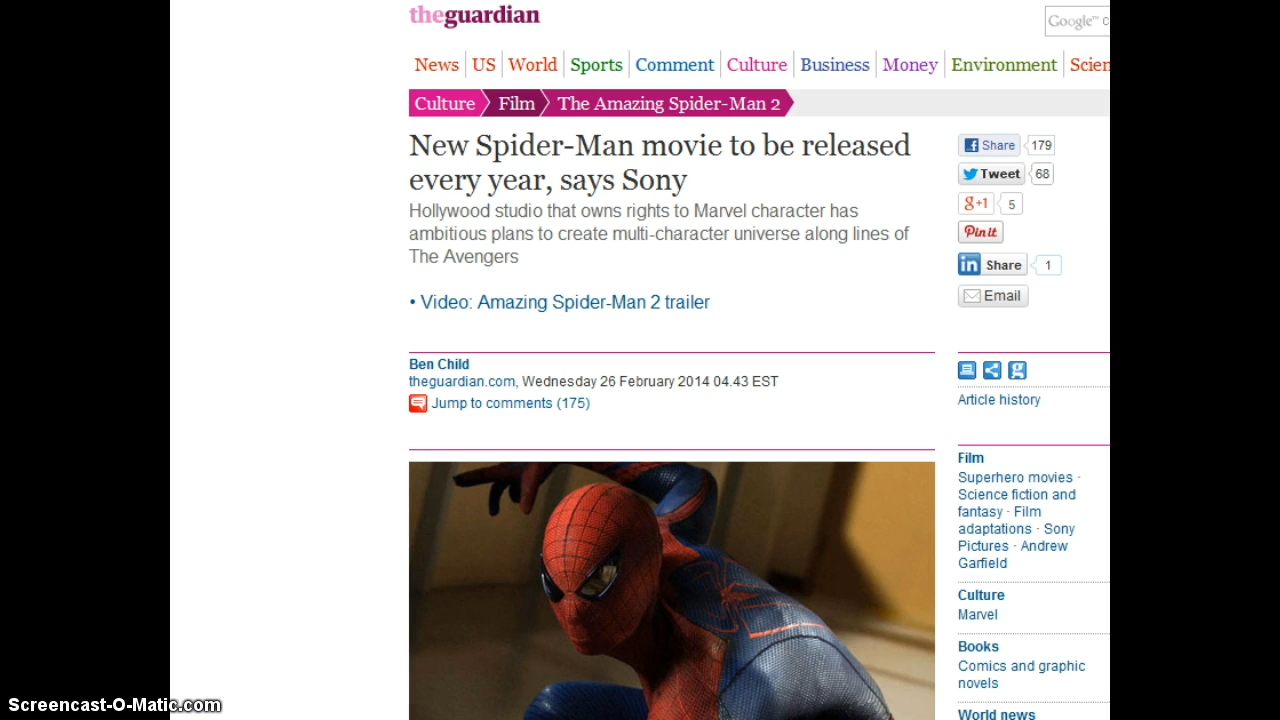 theguardian
Google™
News US World Sports Comment Culture Business Money Environment
Culture Film The Amazing Spider-Man 2
New Spider-Man movie to be released
every year, says Sony
Hollywood studio that owns rights to Marvel character has
ambitious plans to create multi-character universe along lines of
The Avengers
• Video: Amazing Spider-Man 2 trailer
Share 179
Tweet 68
g+1 5
Pin it
in Share 1
Email
Ben Child
theguardian.com, Wednesday 26 February 2014 04.43 EST
Jump to comments (175)
Article history
Film
Superhero movies ·
Science fiction and
fantasy · Film
adaptations · Sony
Pictures · Andrew
Garfield
Culture
Marvel
Books
Comics and graphic
novels
World news
Screencast-O-Matic.com